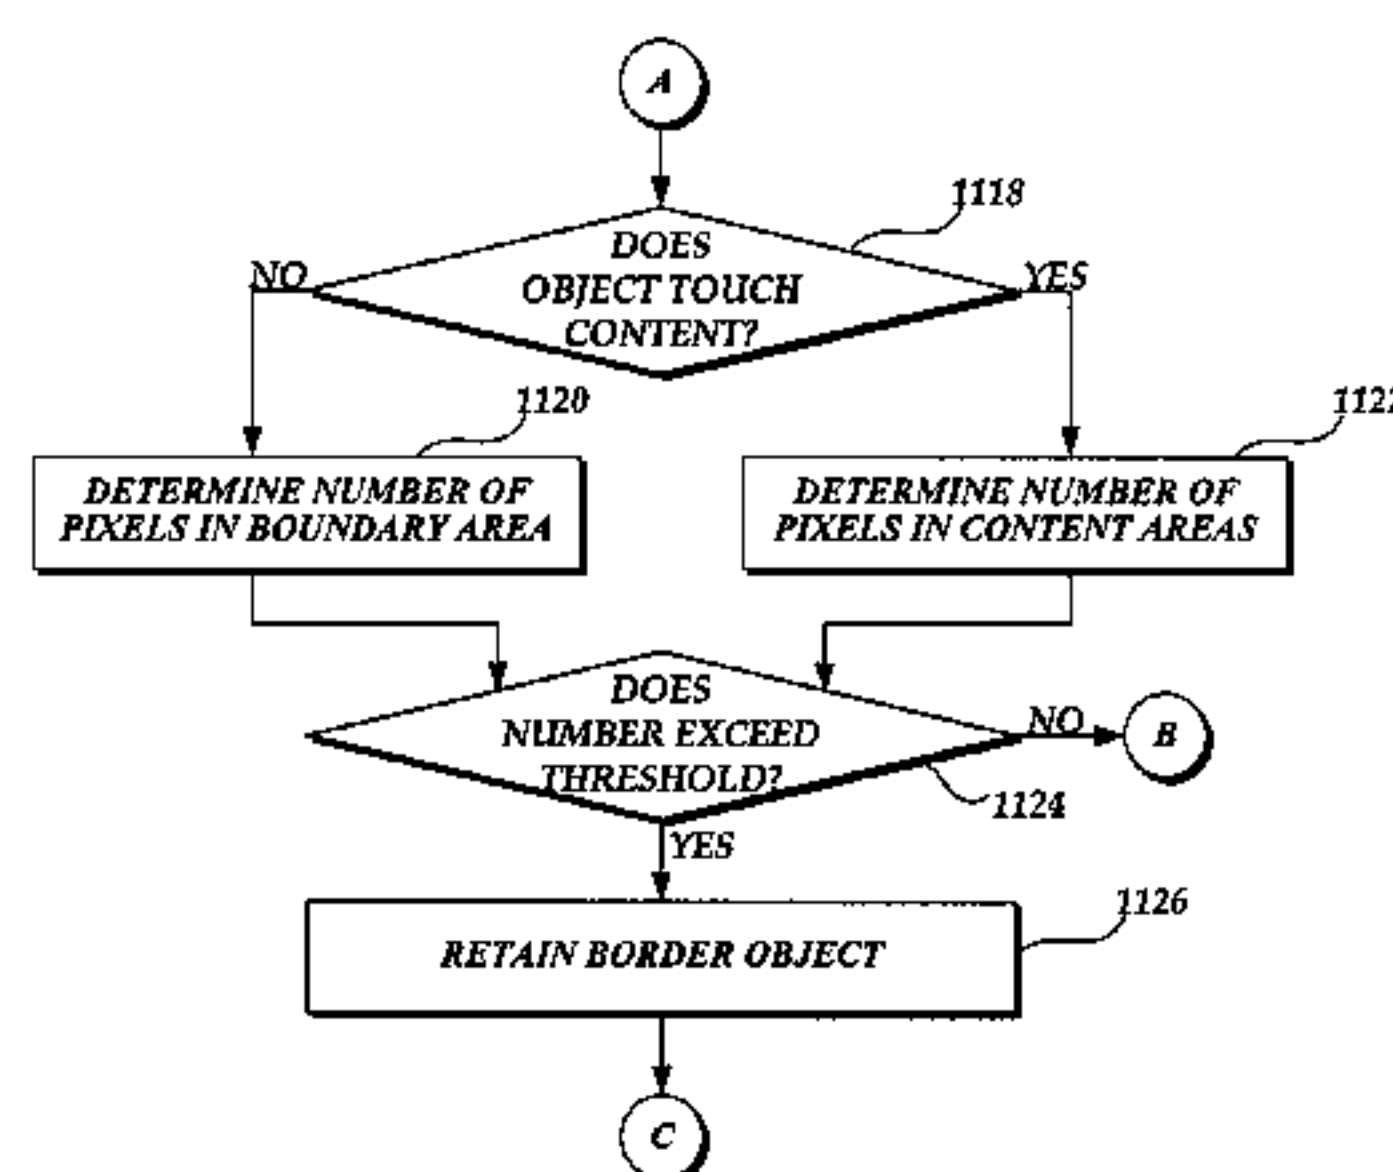 A
1118
DOES
OBJECT TOUCH
CONTENT?
NO
YES
1120
DETERMINE NUMBER OF
PIXELS IN BOUNDARY AREA
1122
DETERMINE NUMBER OF
PIXELS IN CONTENT AREAS
DOES
NUMBER EXCEED
THRESHOLD?
NO
B
1124
YES
1126
RETAIN BORDER OBJECT
C